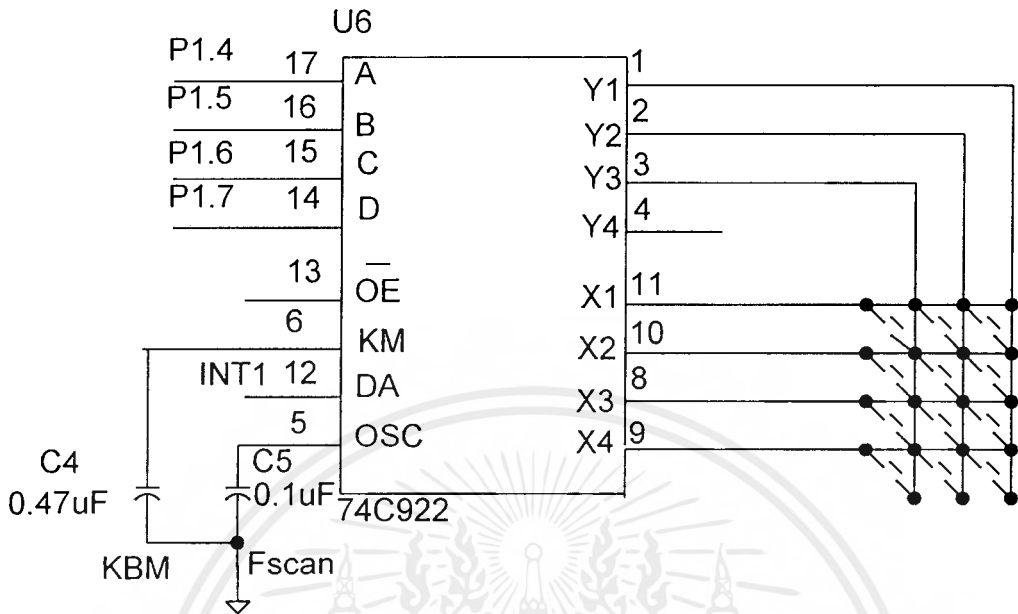 U6
P1.4 17 A
P1.5 16 B
P1.6 15 C
P1.7 14 D
13 OE
6 KM
INT1 12 DA
5 OSC
1 Y1
2 Y2
3 Y3
4 Y4
X1 11
X2 10
X3 8
X4 9
C4
0.47uF
C5
0.1uF
74C922
KBM
Fscan